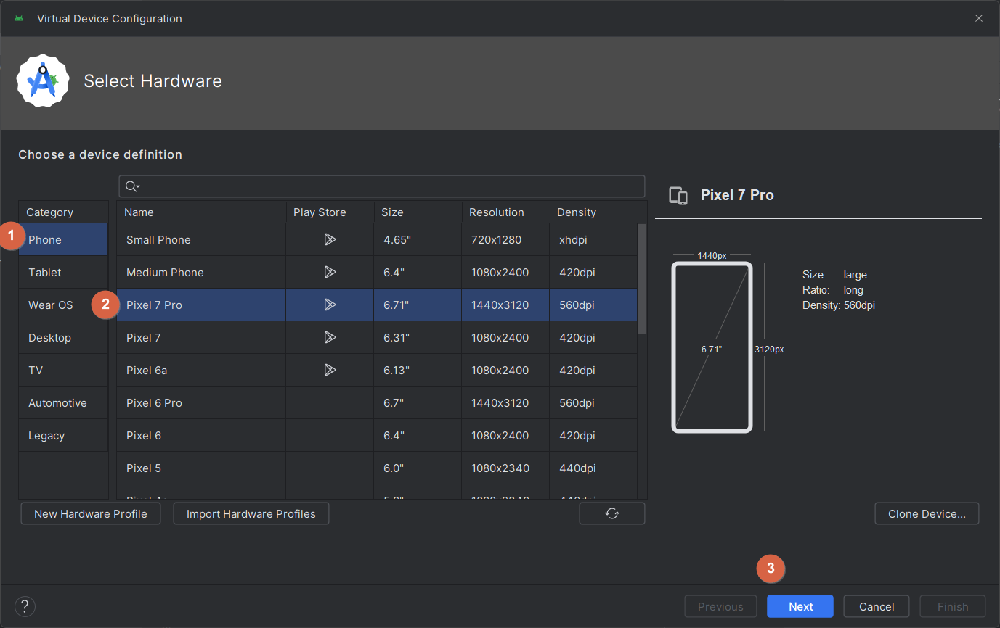 Virtual Device Configuration
Select Hardware
Choose a device definition
Category
Name Play Store Size Resolution Density
1
Phone
Tablet
Wear OS
Desktop
TV
Automotive
Legacy
Small Phone 4.65" 720x1280 xhdpi
Medium Phone 6.4" 1080x2400 420dpi
2
Pixel 7 Pro 6.71" 1440x3120 560dpi
Pixel 7 6.31" 1080x2400 420dpi
Pixel 6a 6.13" 1080x2400 420dpi
Pixel 6 Pro 6.7" 1440x3120 560dpi
Pixel 6 6.4" 1080x2400 420dpi
Pixel 5 6.0" 1080x2340 440dpi
Pixel 7 Pro
1440px
6.71"
3120px
Size: large
Ratio: long
Density: 560dpi
New Hardware Profile
Import Hardware Profiles
Clone Device...
3
?
Previous
Next
Cancel
Finish